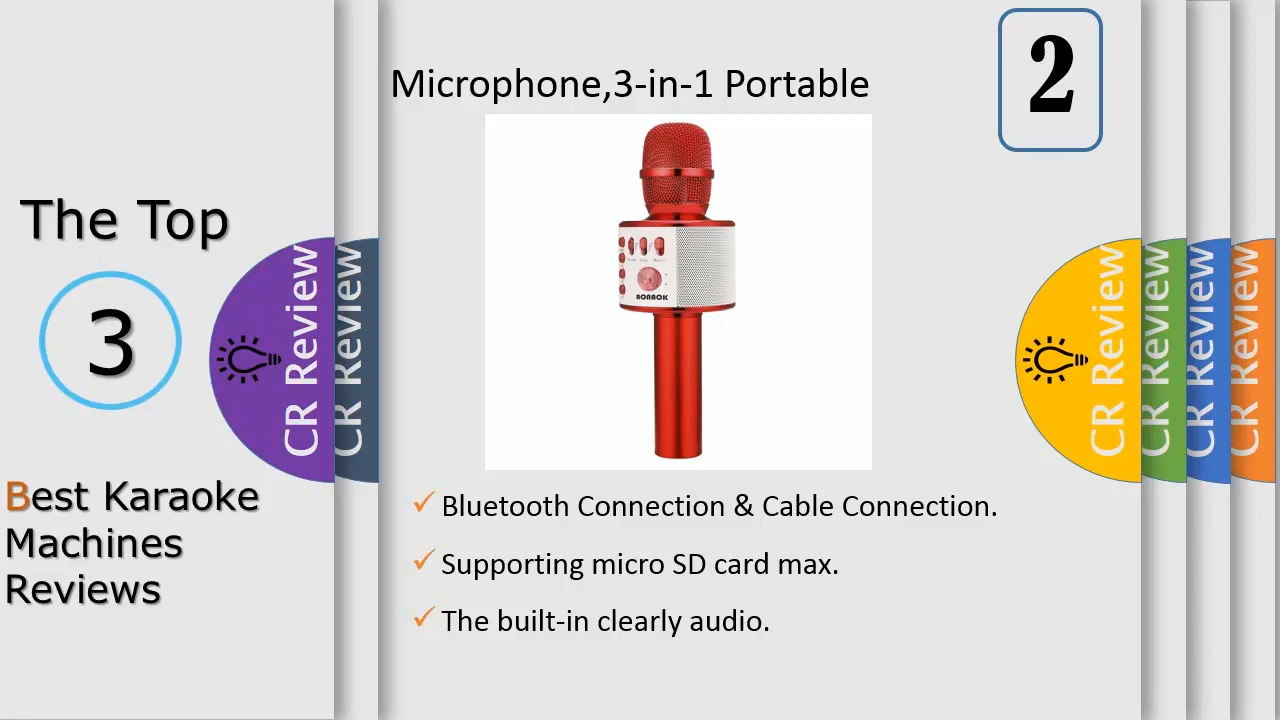 The Top
3
Best Karaoke
Machines
Reviews
CR Review
CR Review
Microphone,3-in-1 Portable
2
BONAOK
Bluetooth Connection & Cable Connection.
Supporting micro SD card max.
The built-in clearly audio.
CR Review
CR Review
CR Review
CR Review